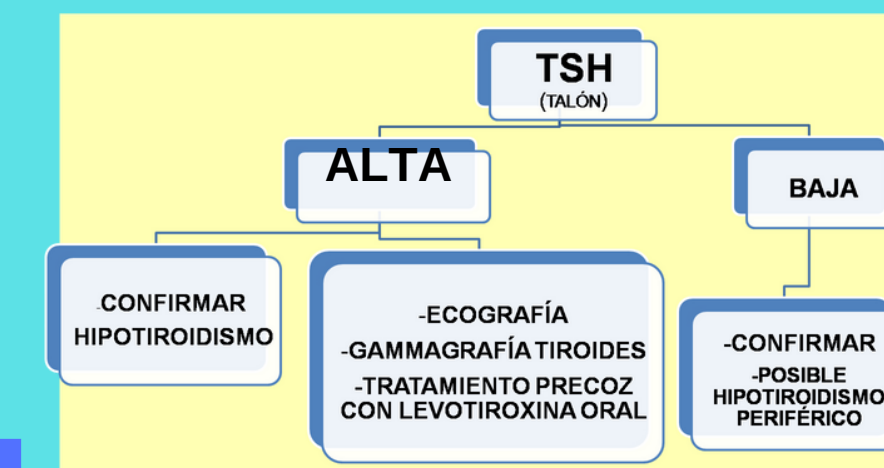 TSH
(TALÓN)
ALTA
BAJA
-CONFIRMAR
HIPOTIROIDISMO
-ECOGRAFÍA
-GAMMAGRAFÍA TIROIDES
-TRATAMIENTO PRECOZ
CON LEVOTIROXINA ORAL
-CONFIRMAR
-POSIBLE
HIPOTIROIDISMO
PERIFÉRICO